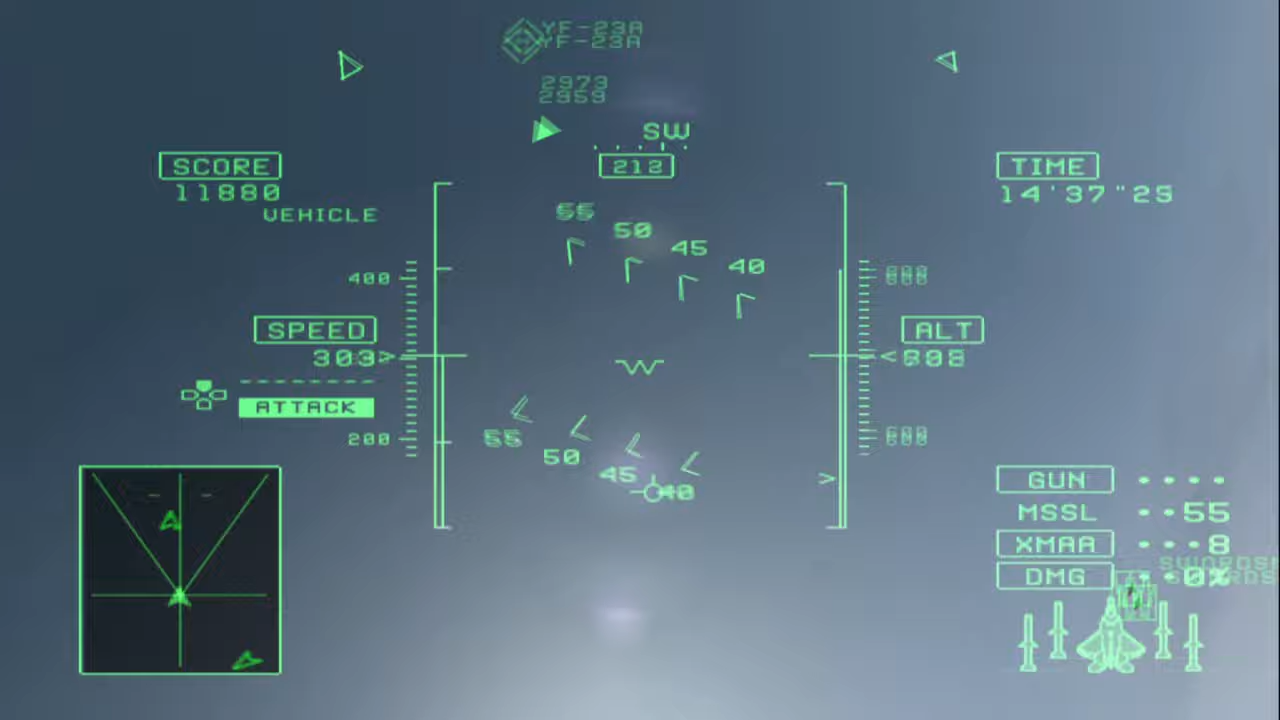 YF-23A
YF-23A
2973
2959
SW
212
SCORE
11880
VEHICLE
TIME
14'37"25
55
50
45
40
400
SPEED
303>
ALT
<808
ATTACK
200
55
50
45
40
GUN
MSSL 55
XMAA 8
DMG 0%